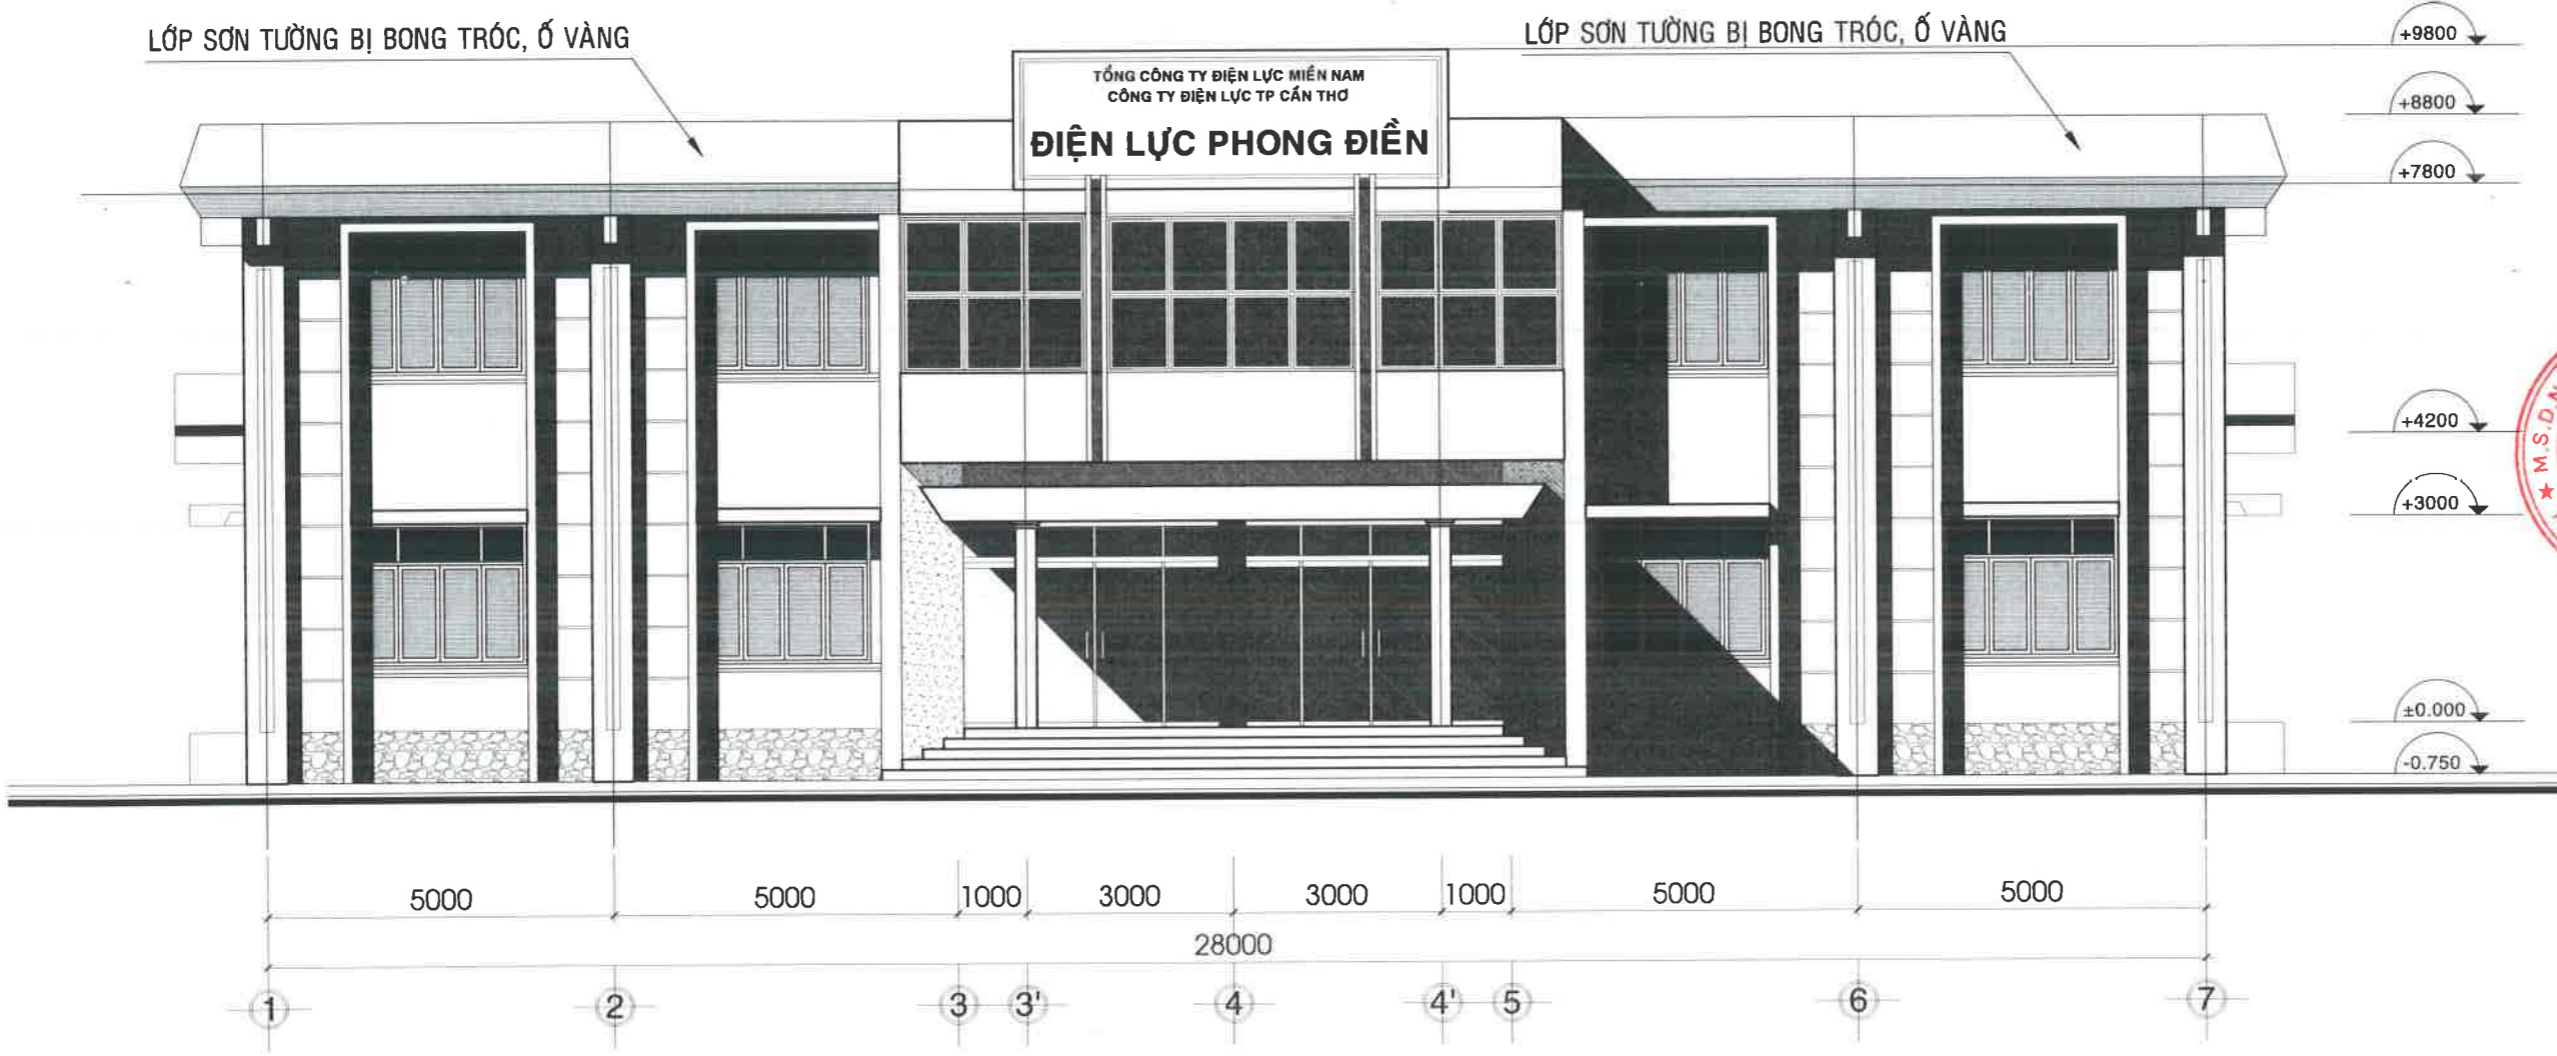 LỚP SƠN TƯỜNG BỊ BONG TRÓC, Ố VÀNG
LỚP SƠN TƯỜNG BỊ BONG TRÓC, Ố VÀNG
TỔNG CÔNG TY ĐIỆN LỰC MIỀN NAM
CÔNG TY ĐIỆN LỰC TP CẦN THƠ
ĐIỆN LỰC PHONG ĐIỀN
+9800
+8800
+7800
+4200
+3000
±0.000
-0.750
★ M.S.D.N
5000 5000 1000 3000 3000 1000 5000 5000
28000
1 2 3 3' 4 4' 5 6 7